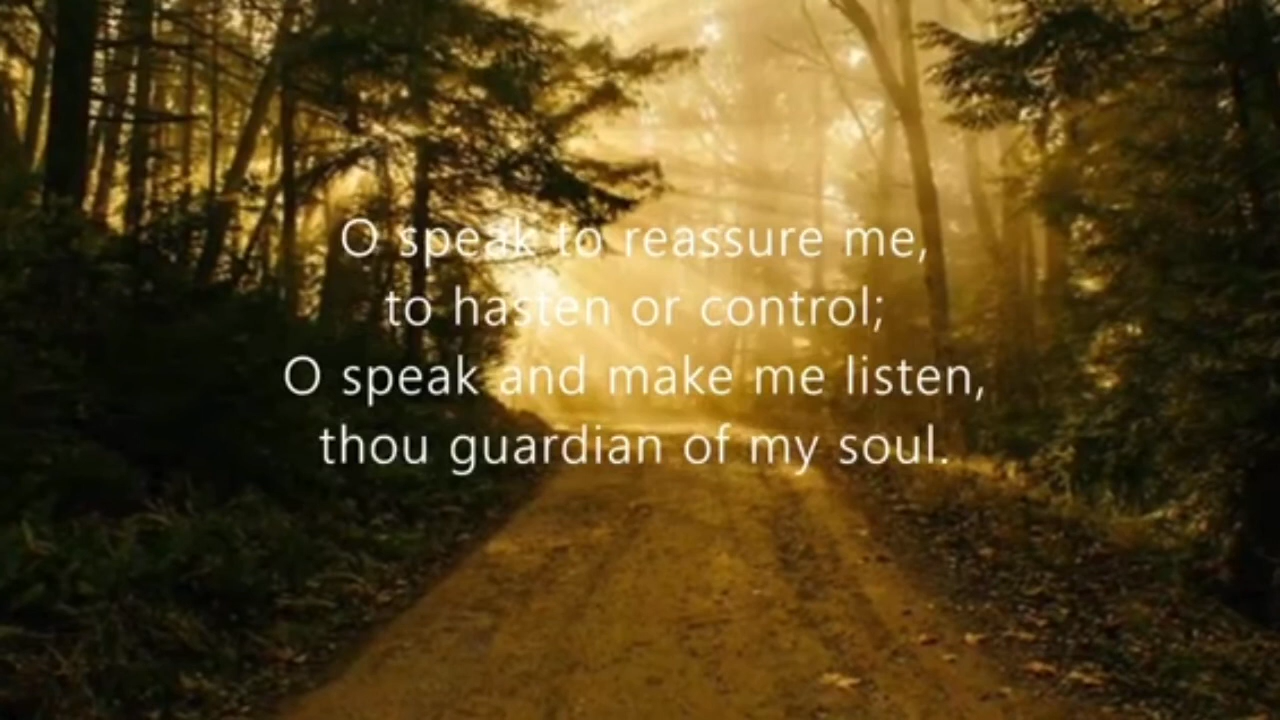 O speak to reassure me,
to hasten or control;
O speak and make me listen,
thou guardian of my soul.